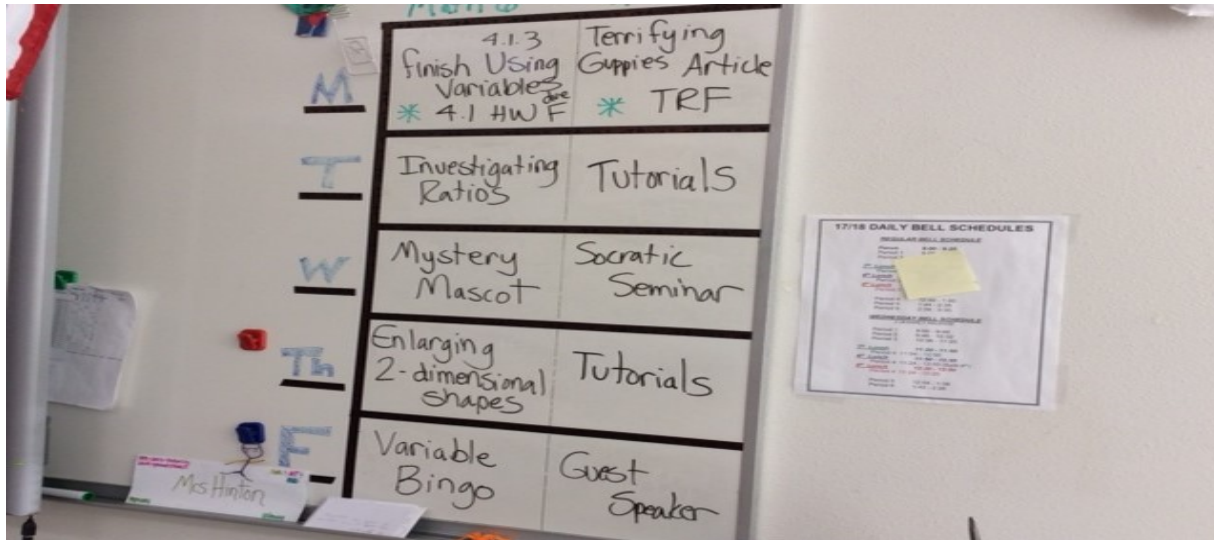 Math
M
4.1.3
finish Using
Variables
* 4.1 HW due F
Terrifying
Guppies Article
* TRF
T
Investigating
Ratios
Tutorials
W
Mystery
Mascot
Socratic
Seminar
Th
Enlarging
2-dimensional
shapes
Tutorials
F
Variable
Bingo
Guest
Speaker
Mrs Hinton
17/18 DAILY BELL SCHEDULES
REGULAR BELL SCHEDULE
WEDNESDAY BELL SCHEDULE